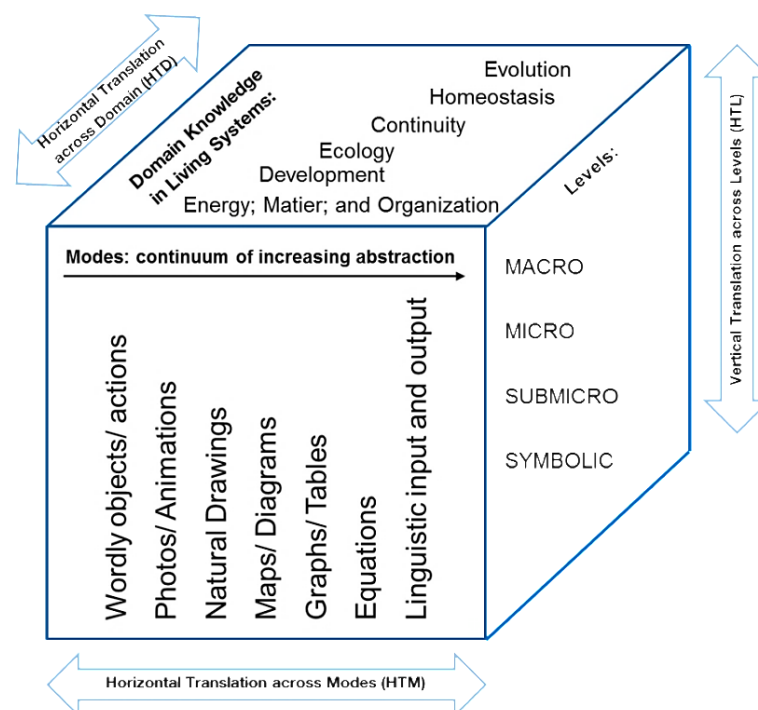 Horizontal Translation
across Domain (HTD)
Domain Knowledge
in Living Systems:
Evolution
Homeostasis
Continuity
Ecology
Development
Energy; Matier; and Organization
Levels:
Vertical Translation across Levels (HTL)
Modes: continuum of increasing abstraction
MACRO
MICRO
SUBMICRO
SYMBOLIC
Wordly objects/ actions
Photos/ Animations
Natural Drawings
Maps/ Diagrams
Graphs/ Tables
Equations
Linguistic input and output
Horizontal Translation across Modes (HTM)